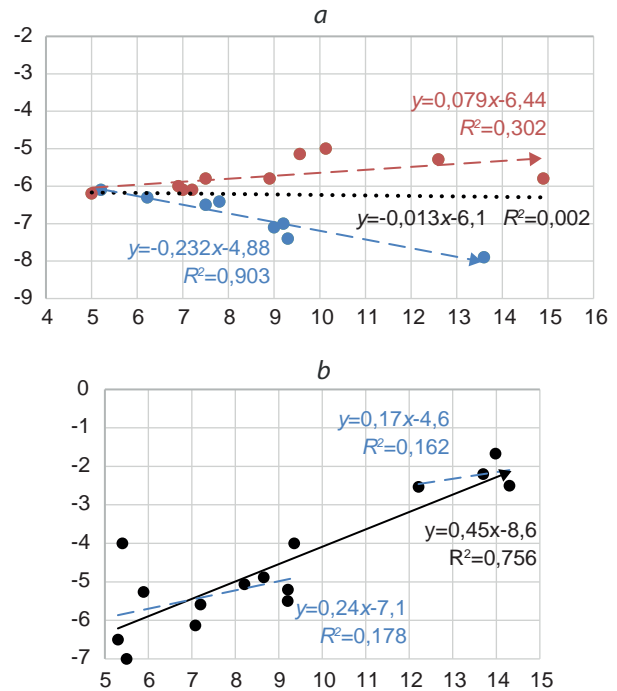 a
-2
-3
-4
-5
-6
-7
-8
-9
y=0,079x-6,44
R²=0,302
y=-0,013x-6,1 R²=0,002
y=-0,232x-4,88
R²=0,903
4 5 6 7 8 9 10 11 12 13 14 15 16
b
0
-1
-2
-3
-4
-5
-6
-7
y=0,17x-4,6
R²=0,162
y=0,45x-8,6
R²=0,756
y=0,24x-7,1
R²=0,178
5 6 7 8 9 10 11 12 13 14 15